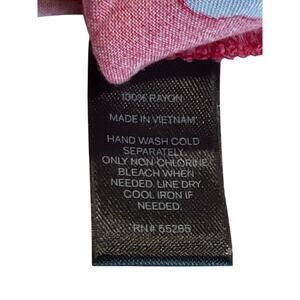 100% RAYON
MADE IN VIETNAM
HAND WASH COLD
SEPARATELY.
ONLY NON-CHLORINE
BLEACH WHEN
NEEDED. LINE DRY.
COOL IRON IF
NEEDED.
RN# 55285